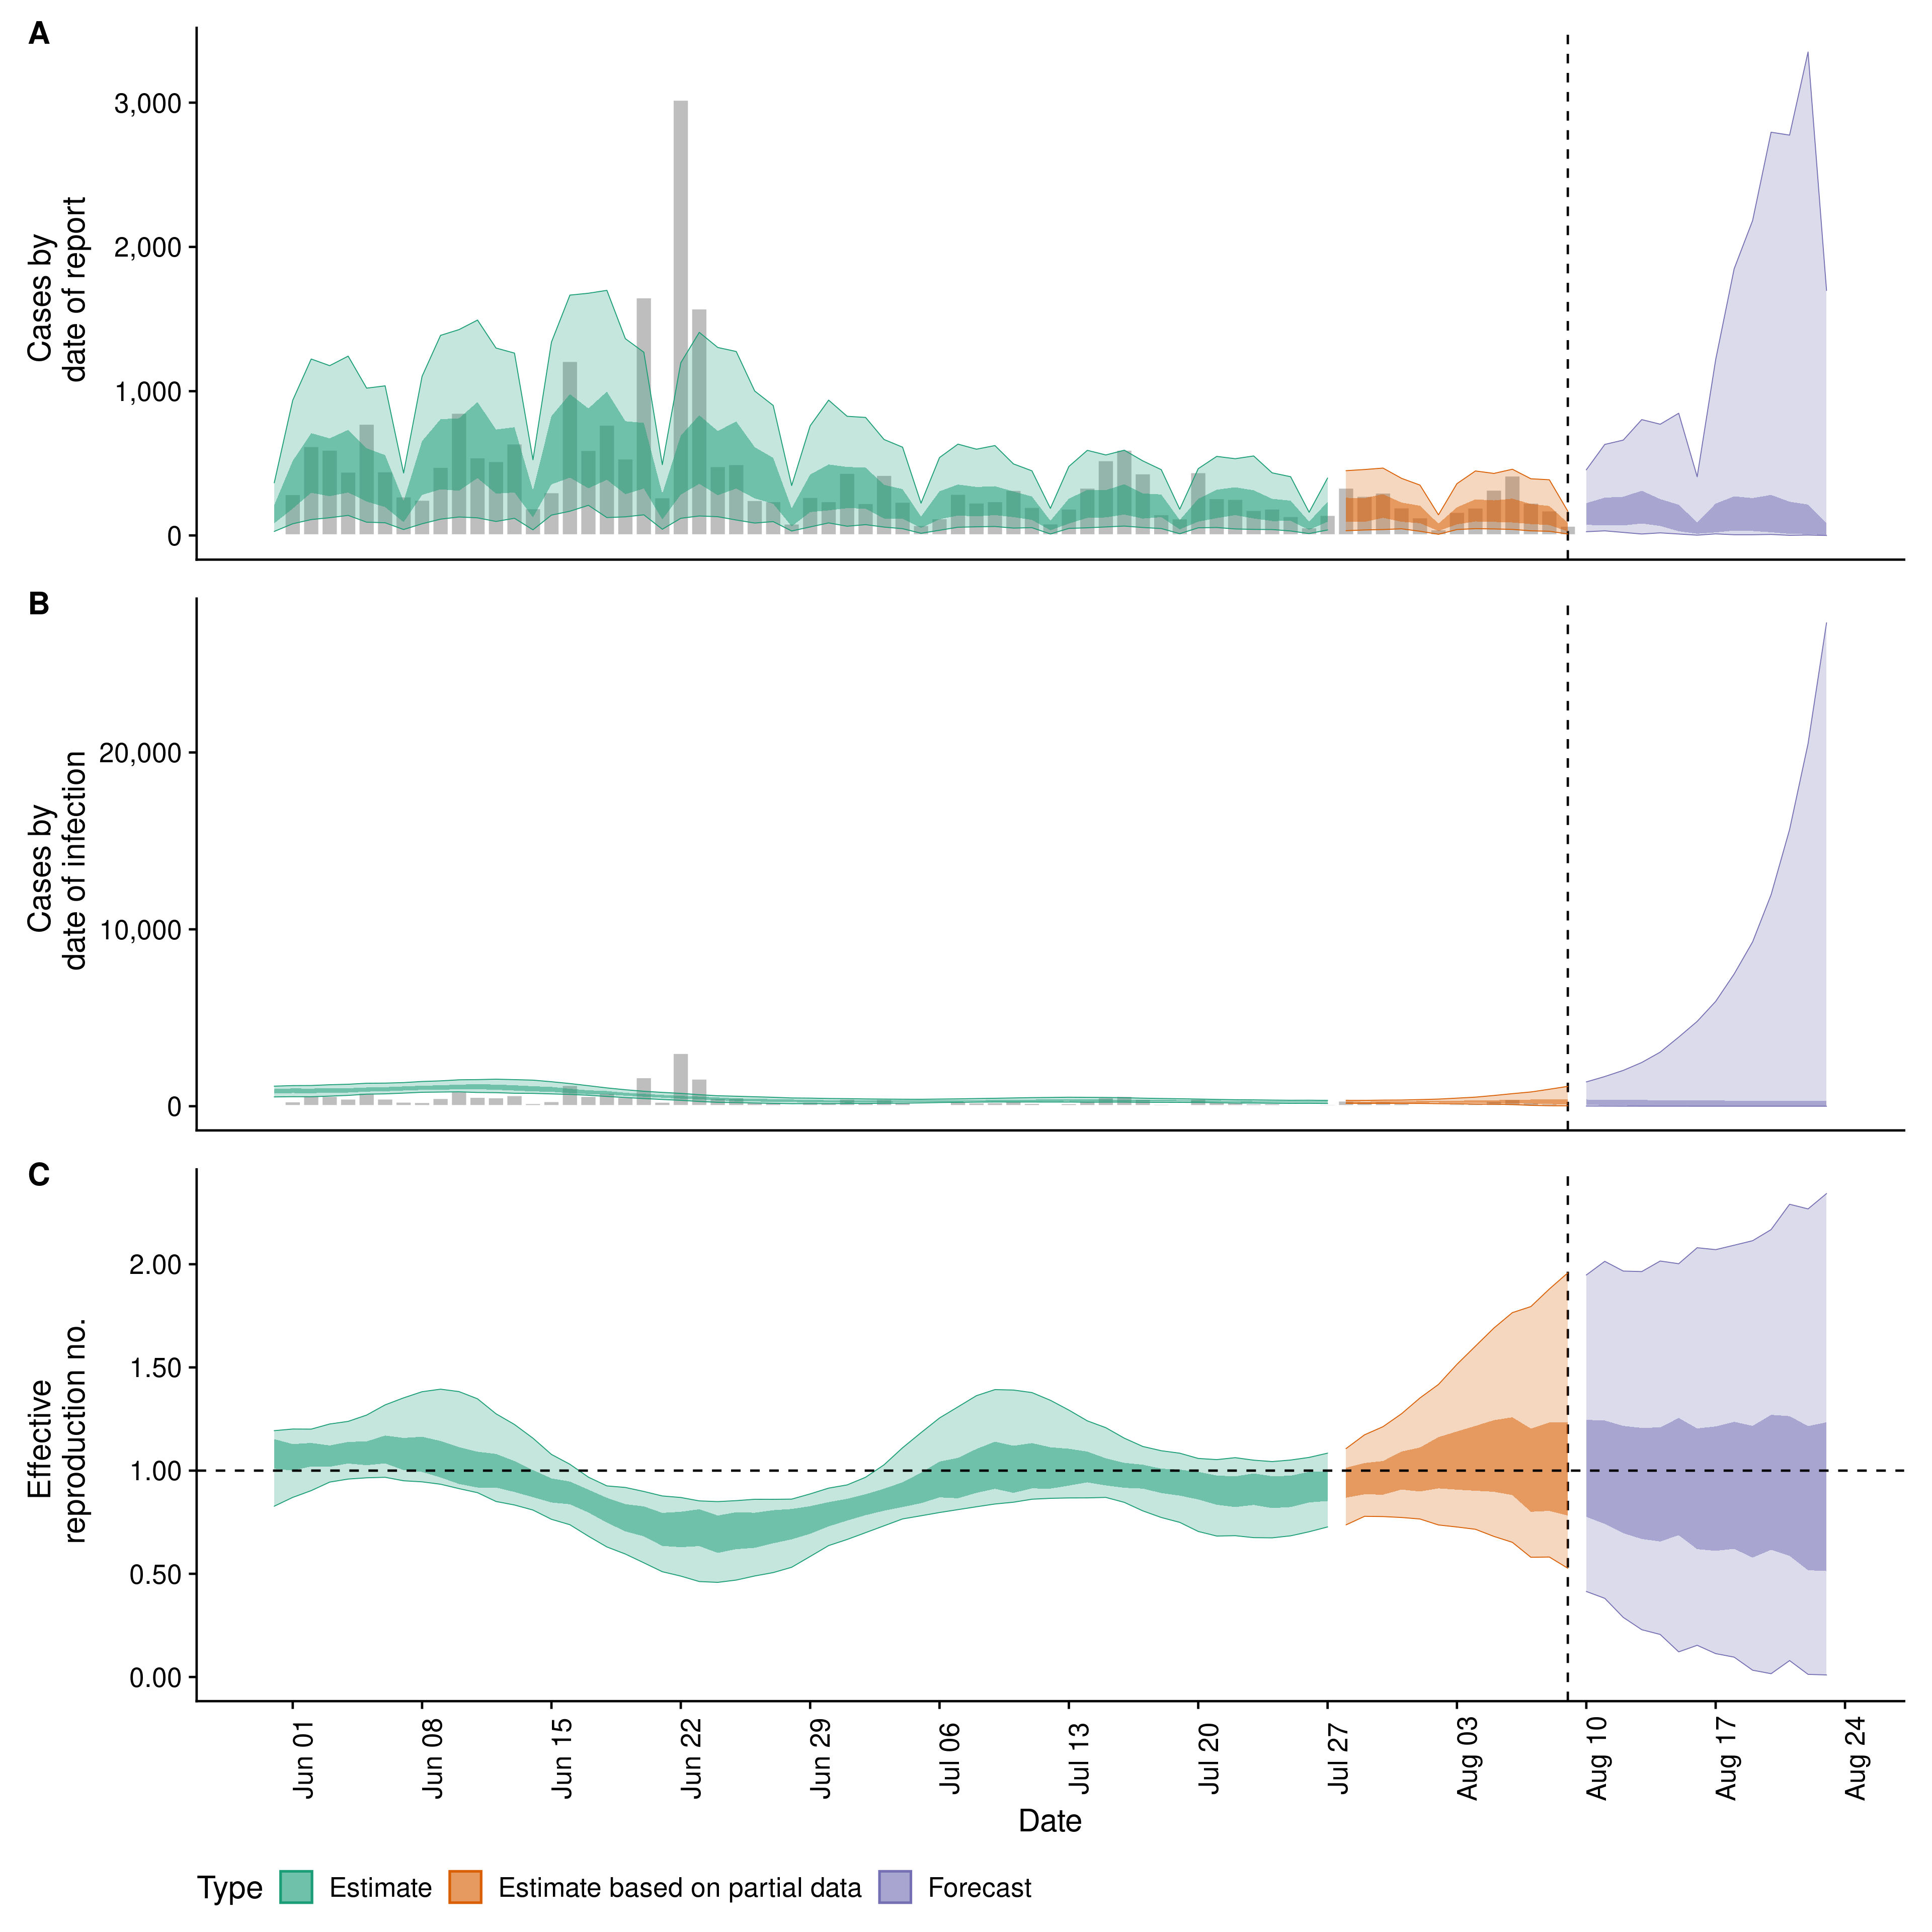 A
Cases by
date of report
3,000
2,000
1,000
0
B
Cases by
date of infection
20,000
10,000
0
C
Effective
reproduction no.
2.00
1.50
1.00
0.50
0.00
Jun 01
Jun 08
Jun 15
Jun 22
Jun 29
Jul 06
Jul 13
Jul 20
Jul 27
Aug 03
Aug 10
Aug 17
Aug 24
Date
Type Estimate Estimate based on partial data Forecast